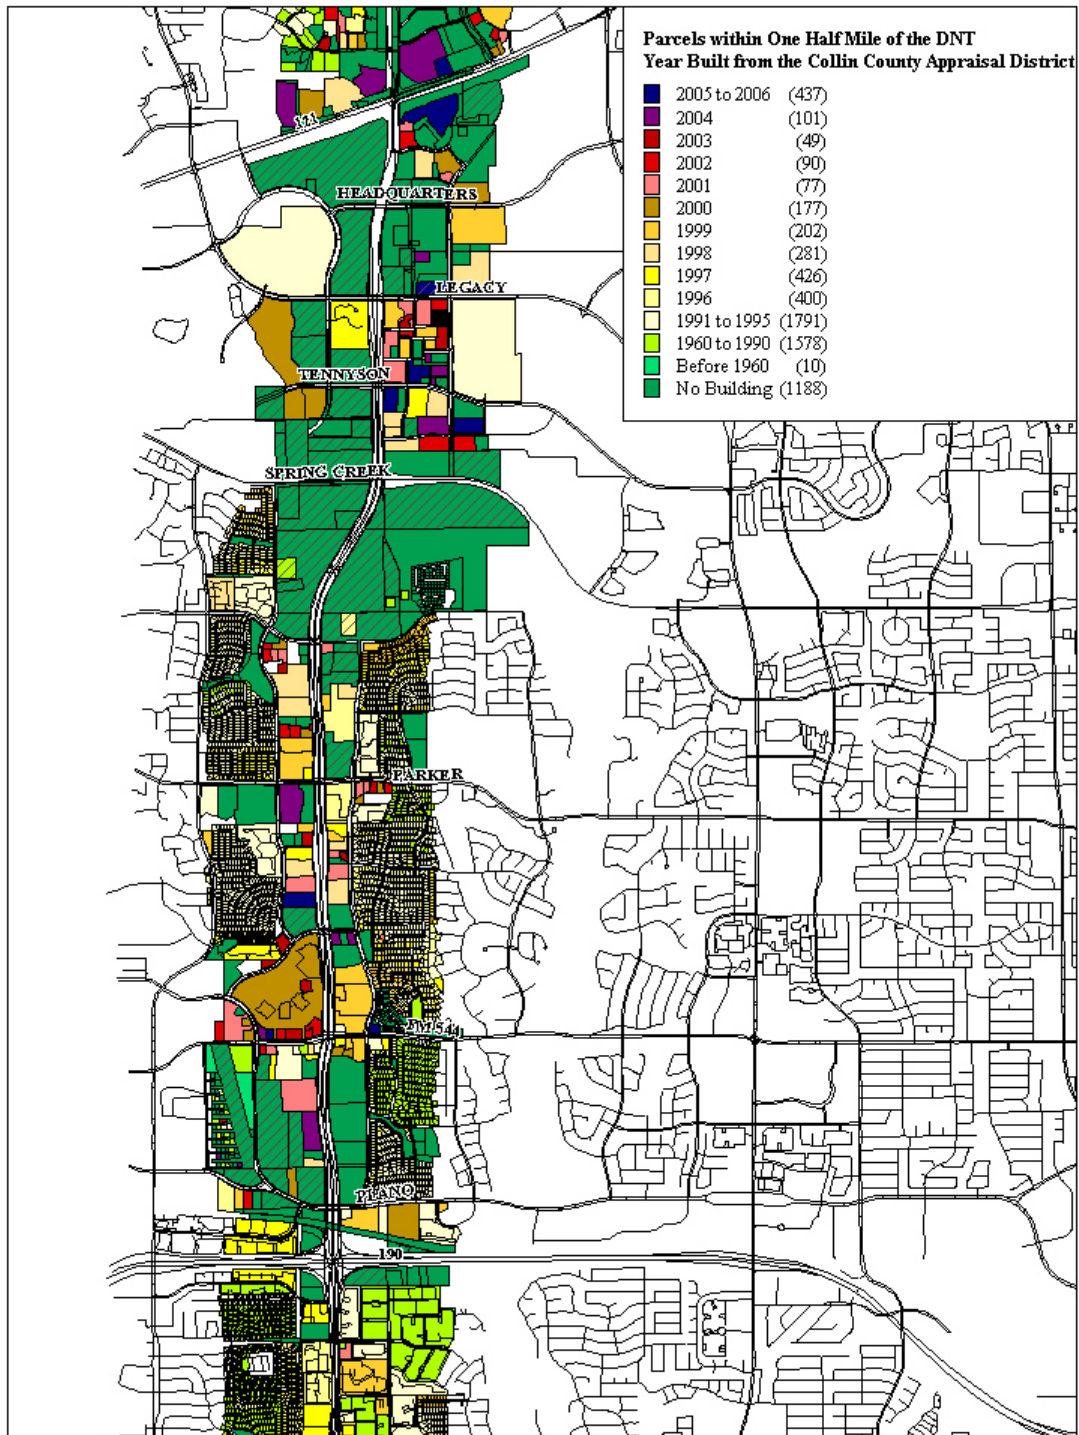 Parcels within One Half Mile of the DNT
Year Built from the Collin County Appraisal District
2005 to 2006 (437)
2004 (101)
2003 (49)
2002 (90)
2001 (77)
2000 (177)
1999 (202)
1998 (281)
1997 (426)
1996 (400)
1991 to 1995 (1791)
1960 to 1990 (1578)
Before 1960 (10)
No Building (1188)
121
HEADQUARTERS
LEGACY
TENNYSON
SPRING CREEK
PARKER
FM 544
PLANO
190